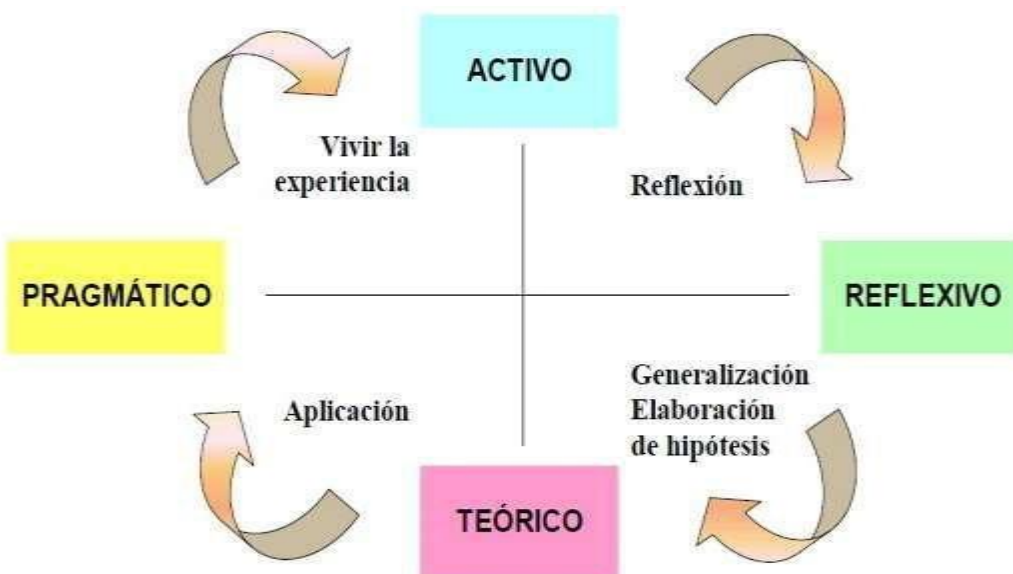 ACTIVO
Vivir la
experiencia
Reflexión
PRAGMÁTICO
REFLEXIVO
Aplicación
Generalización
Elaboración
de hipótesis
TEÓRICO